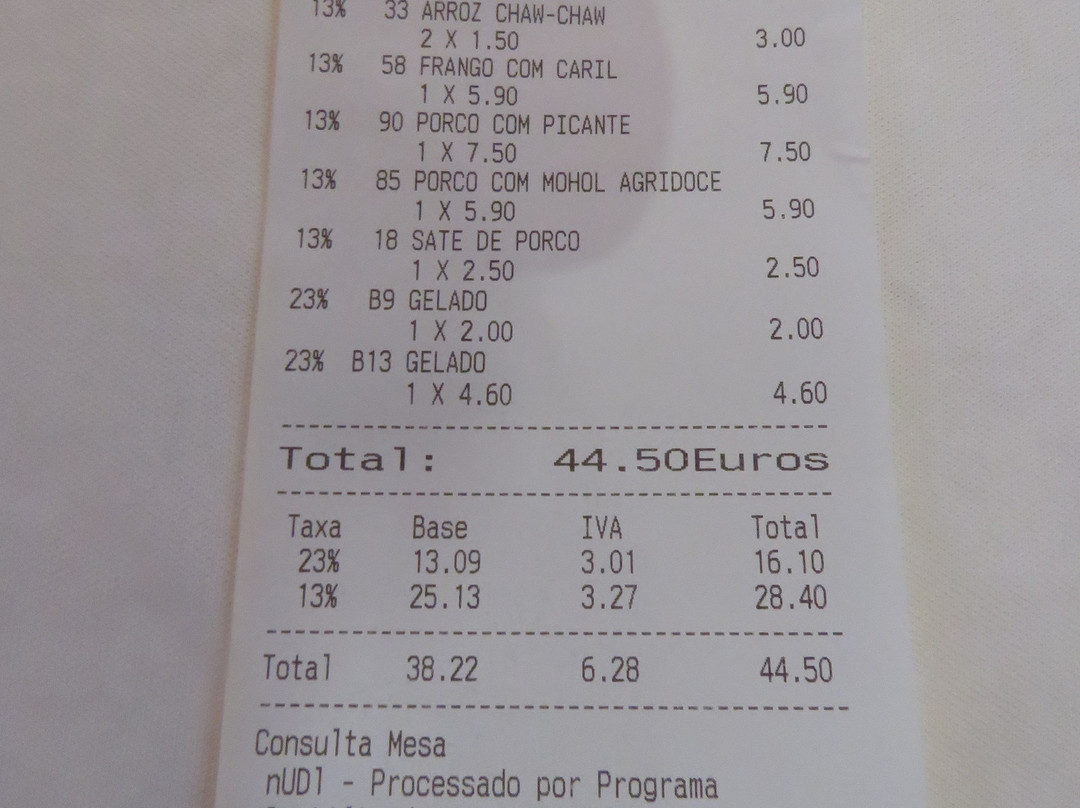 13% 33 ARROZ CHAW-CHAW
2 X 1.50 3.00
13% 58 FRANGO COM CARIL
1 X 5.90 5.90
13% 90 PORCO COM PICANTE
1 X 7.50 7.50
13% 85 PORCO COM MOHOL AGRIDOCE
1 X 5.90 5.90
13% 18 SATE DE PORCO
1 X 2.50 2.50
23% B9 GELADO
1 X 2.00 2.00
23% B13 GELADO
1 X 4.60 4.60
Total: 44.50Euros
Taxa Base IVA Total
23% 13.09 3.01 16.10
13% 25.13 3.27 28.40
Total 38.22 6.28 44.50
Consulta Mesa
nUDl - Processado por Programa